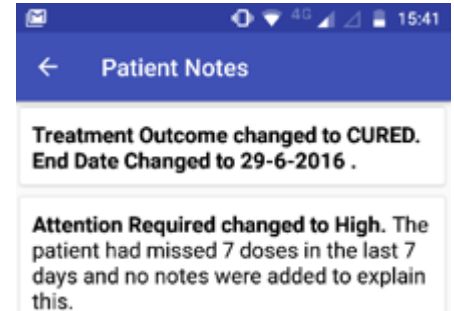 4G 15:41
Patient Notes
Treatment Outcome changed to CURED.
End Date Changed to 29-6-2016 .
Attention Required changed to High. The
patient had missed 7 doses in the last 7
days and no notes were added to explain
this.